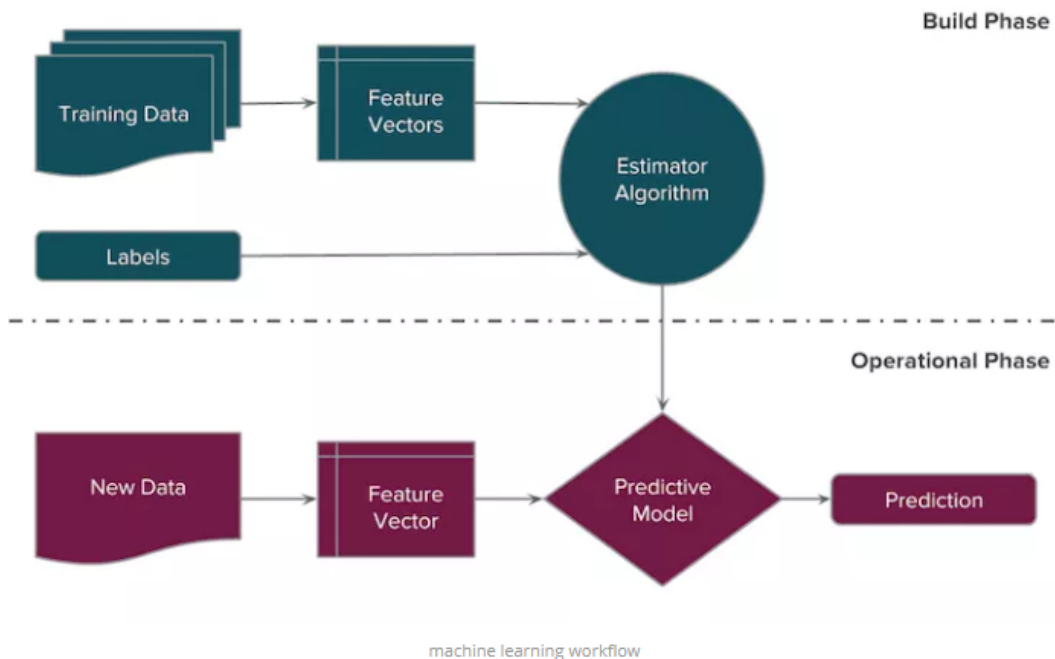 Build Phase
Training Data
Feature
Vectors
Estimator
Algorithm
Labels
Operational Phase
New Data
Feature
Vector
Predictive
Model
Prediction
machine learning workflow